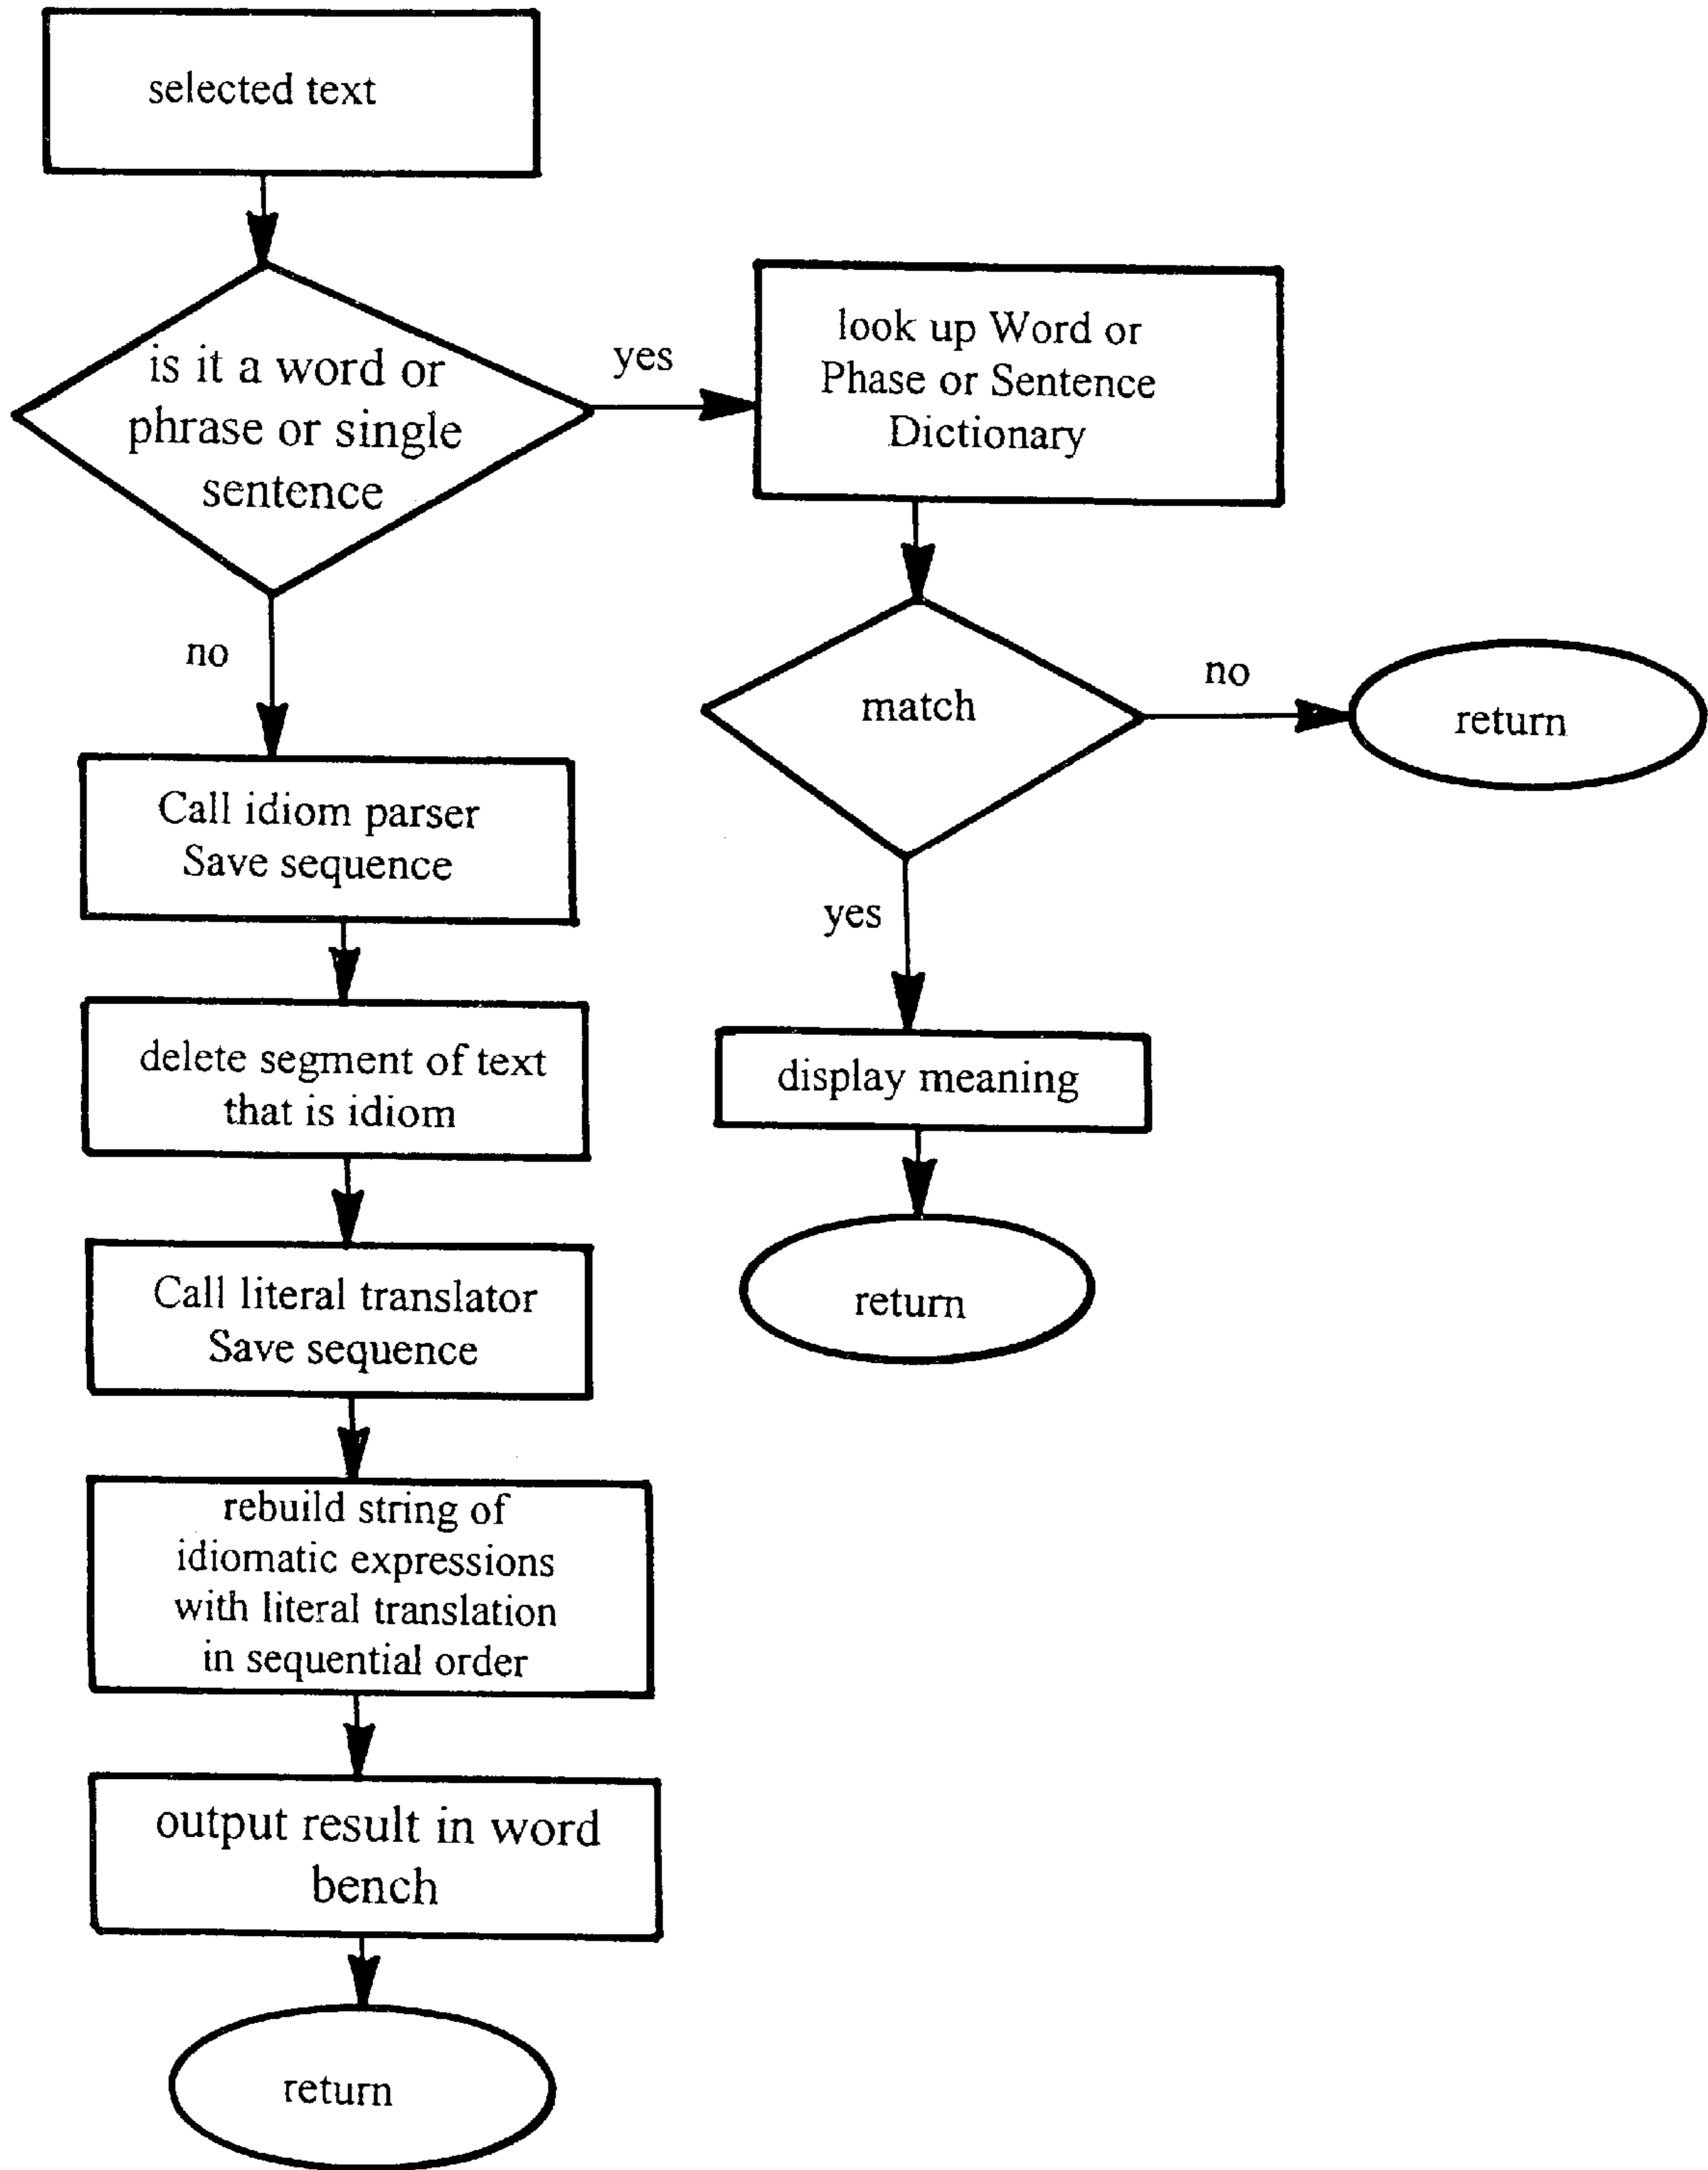 selected text
is it a word or
phrase or single
sentence
yes
look up Word or
Phase or Sentence
Dictionary
no
match
no
return
Call idiom parser
Save sequence
yes
delete segment of text
that is idiom
display meaning
Call literal translator
Save sequence
return
rebuild string of
idiomatic expressions
with literal translation
in sequential order
output result in word
bench
return